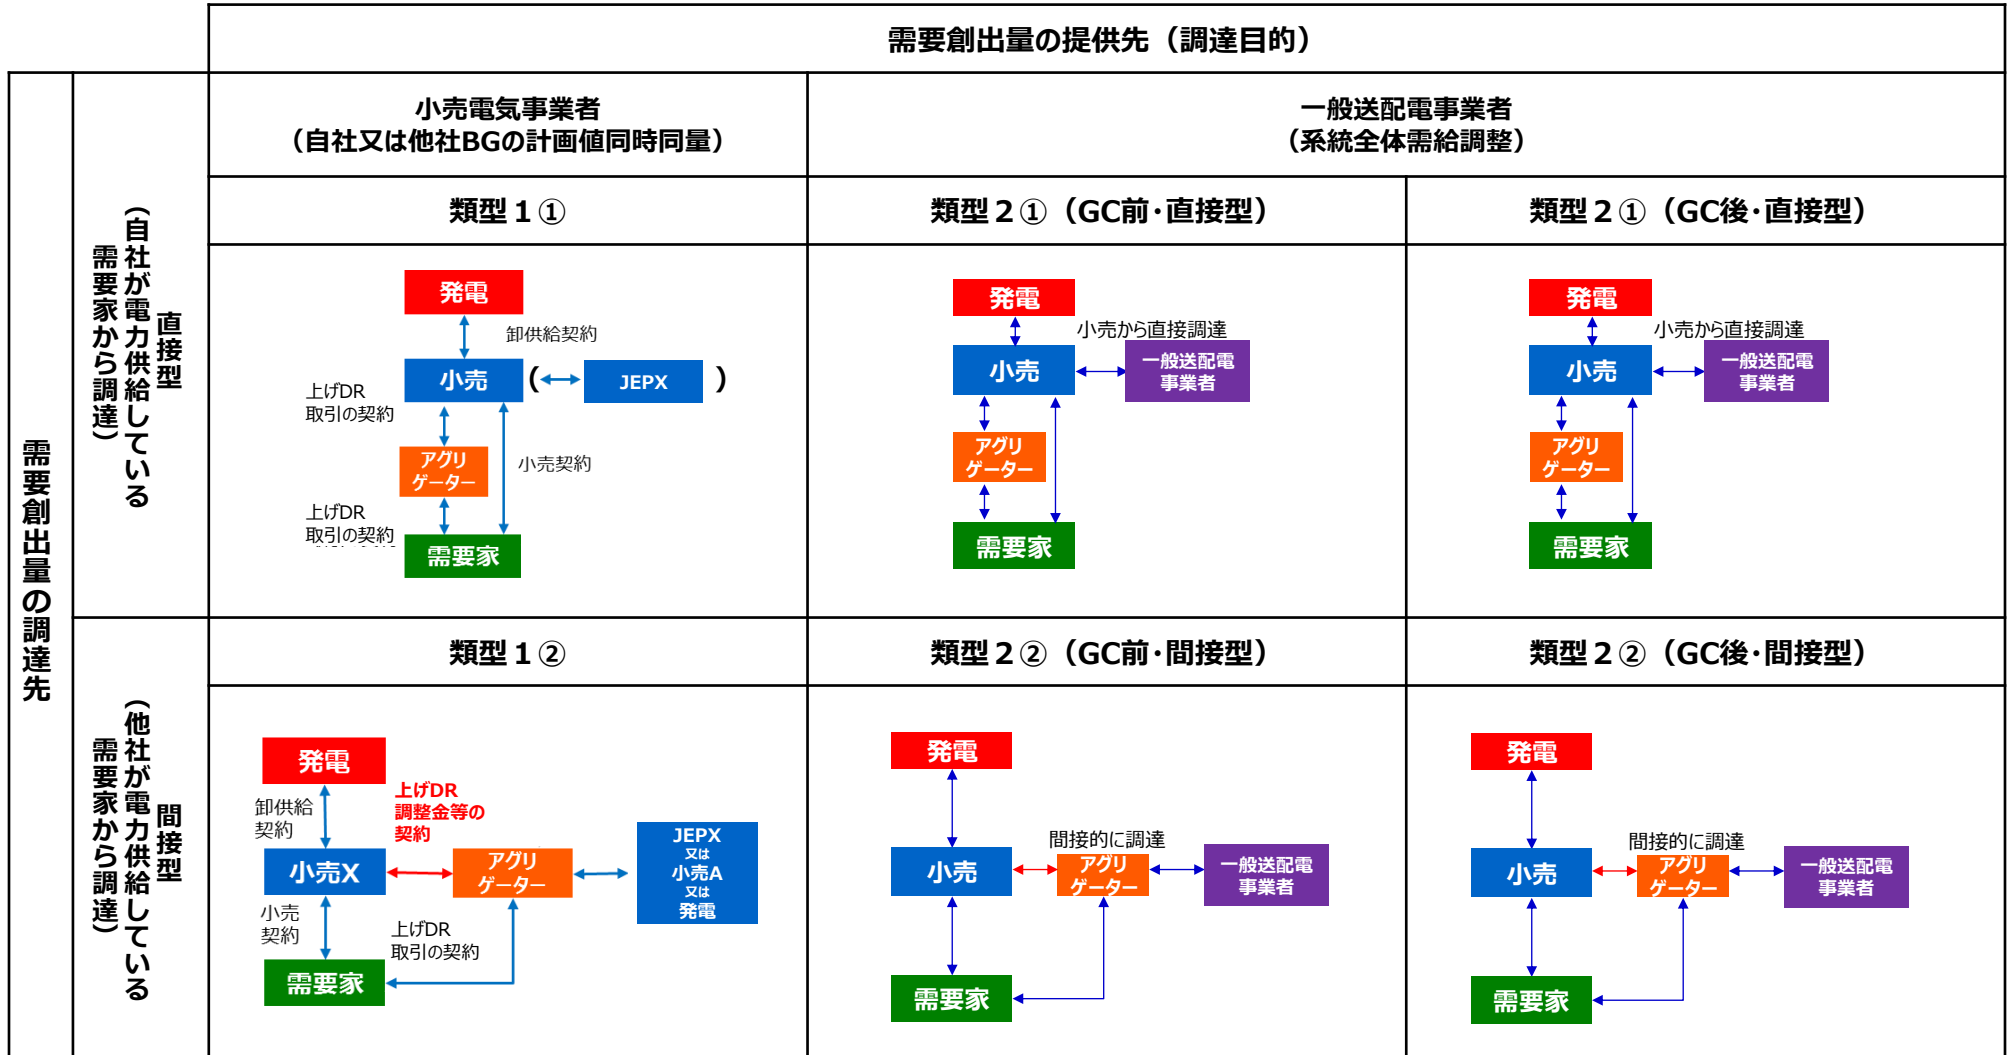 需要創出量の提供先（調達目的）
小売電気事業者
（自社又は他社BGの計画値同時同量）
一般送配電事業者
（系統全体需給調整）
需要創出量の調達先
直接型
（自社が電力供給している
需要家から調達）
類型１①
類型２①（GC前・直接型）
類型２①（GC後・直接型）
発電
卸供給契約
小売
(
JEPX
)
上げDR
取引の契約
アグリ
ゲーター
小売契約
上げDR
取引の契約
需要家
発電
小売から直接調達
小売
一般送配電
事業者
アグリ
ゲーター
需要家
発電
小売から直接調達
小売
一般送配電
事業者
アグリ
ゲーター
需要家
間接型
（他社が電力供給している
需要家から調達）
類型１②
類型２②（GC前・間接型）
類型２②（GC後・間接型）
発電
卸供給
契約
上げDR
調整金等の
契約
小売X
アグリ
ゲーター
JEPX
又は
小売A
又は
発電
小売
契約
上げDR
取引の契約
需要家
発電
間接的に調達
小売
アグリ
ゲーター
一般送配電
事業者
需要家
発電
間接的に調達
小売
アグリ
ゲーター
一般送配電
事業者
需要家